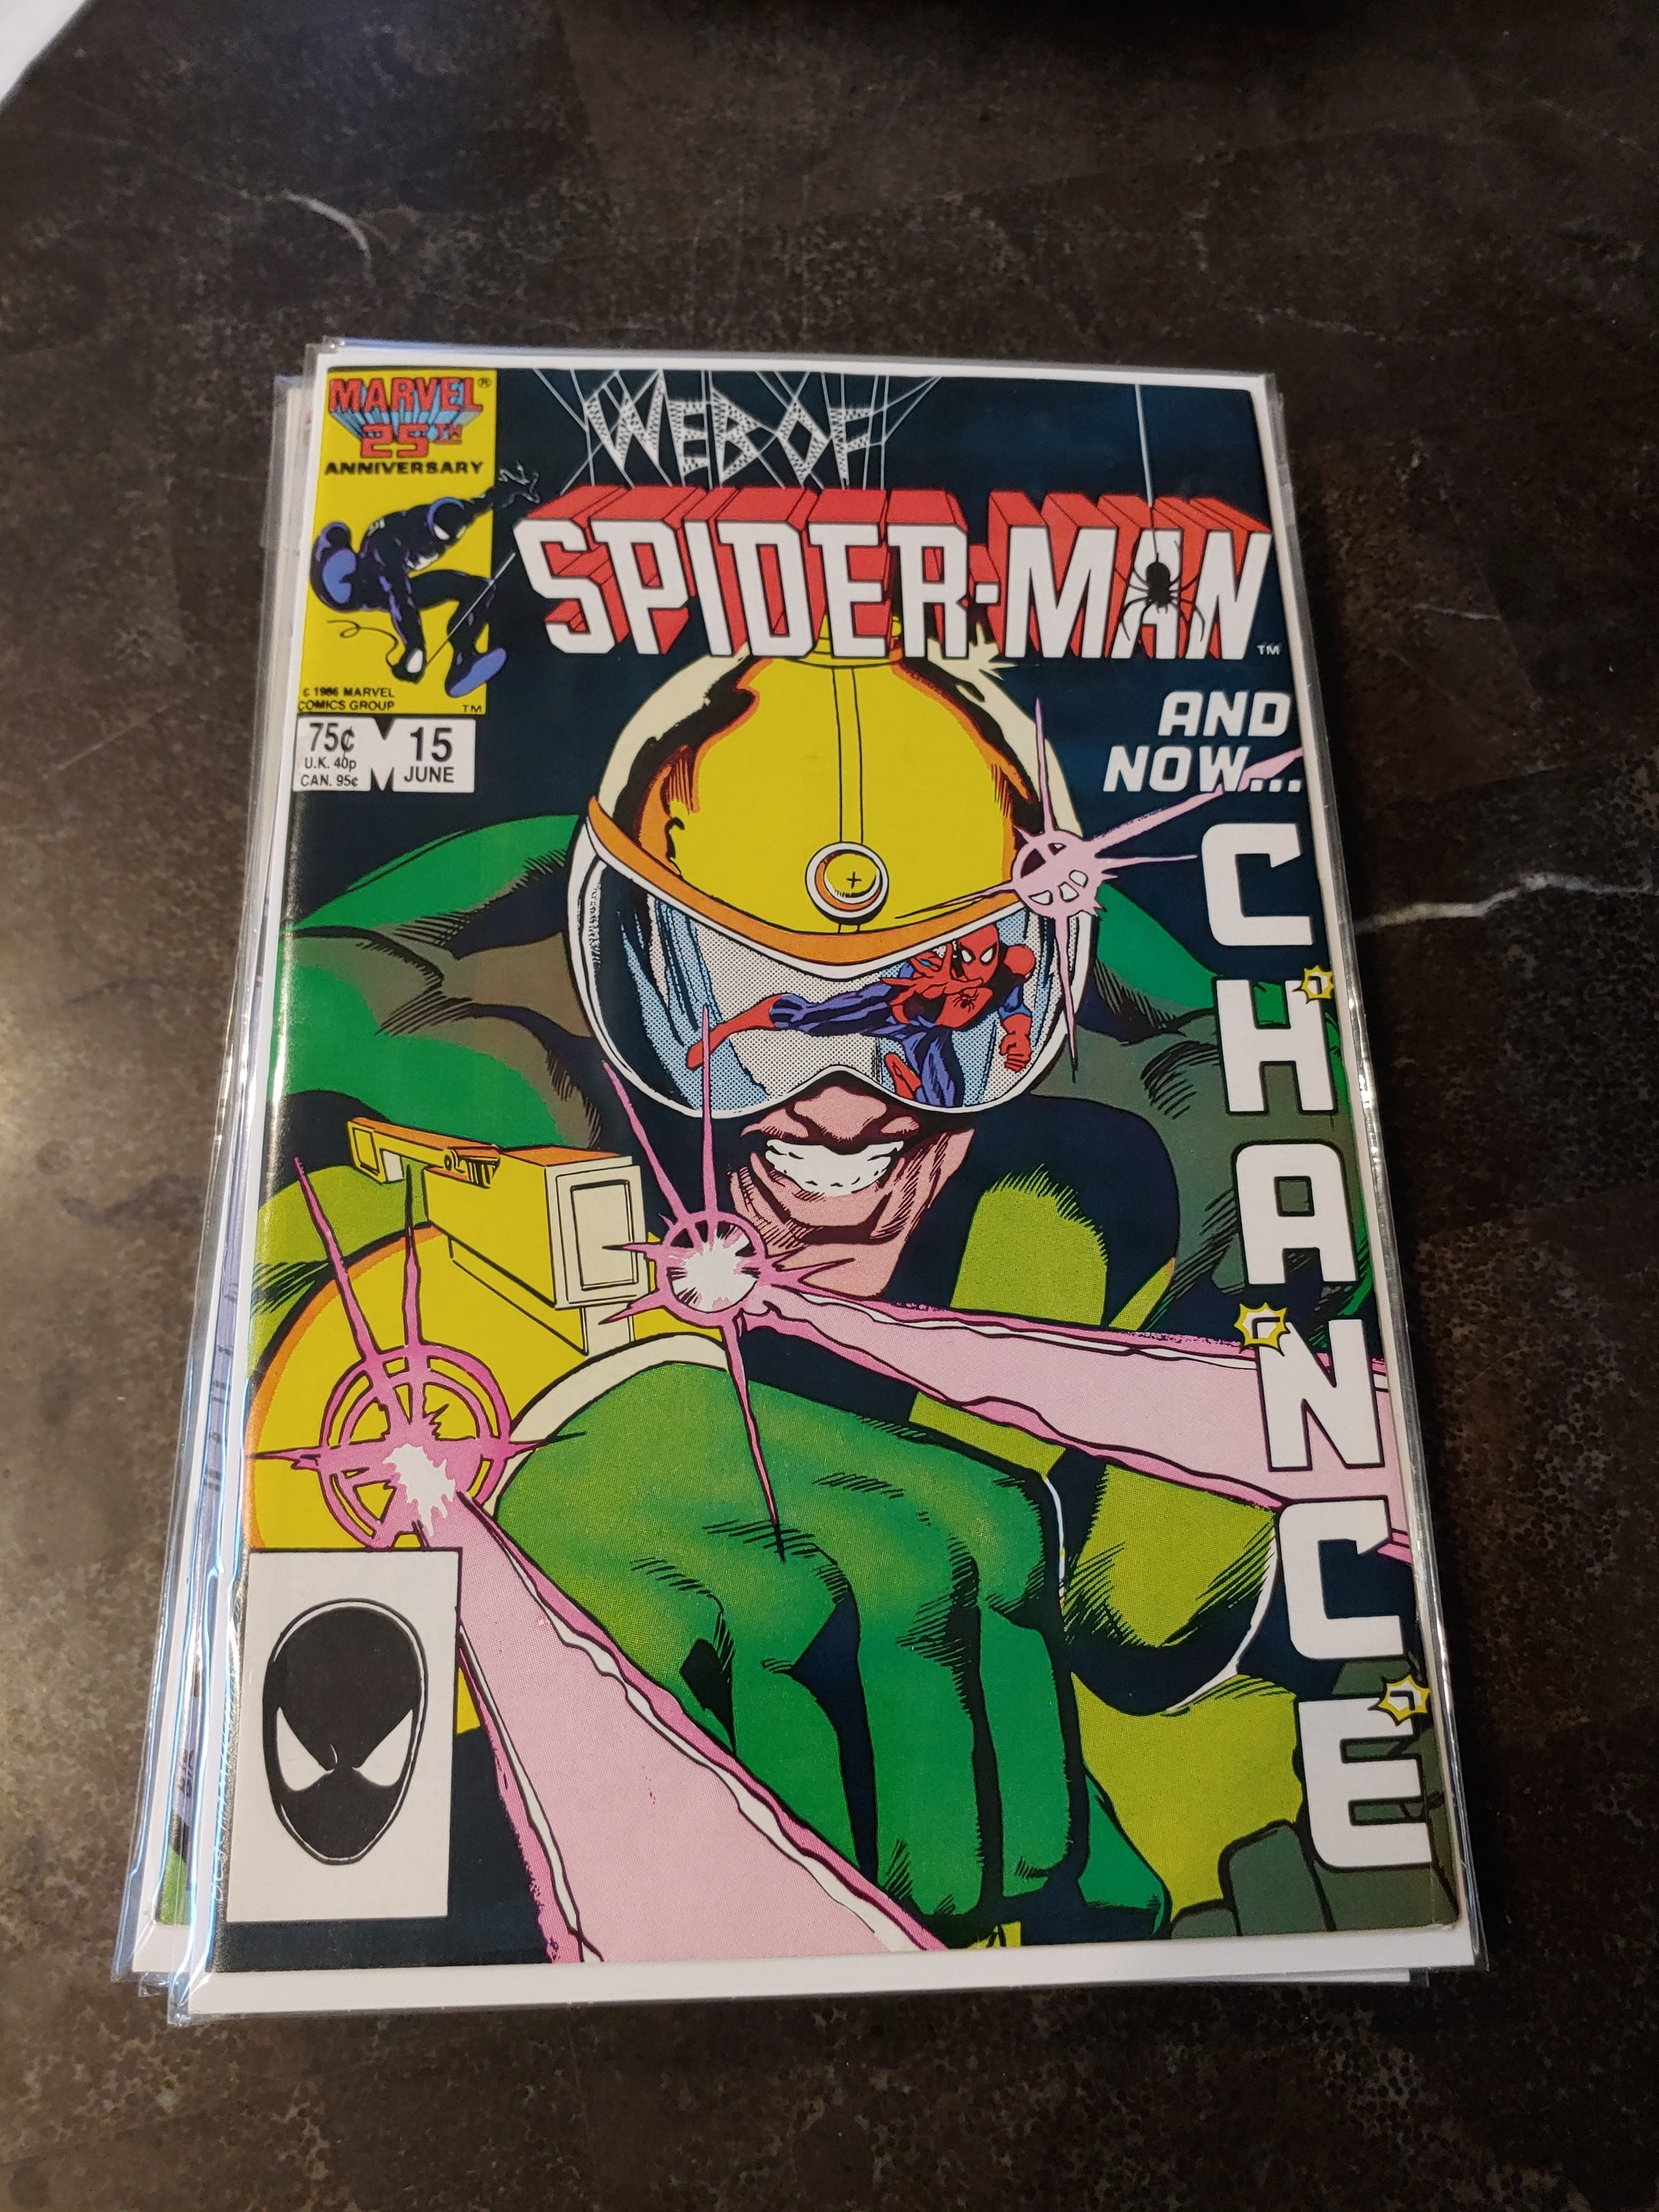 MARVEL®
25TH
ANNIVERSARY
© 1986 MARVEL
COMICS GROUP
TM
75¢
U.K. 40p
CAN. 95¢
M
15
JUNE
WEB OF
SPIDER-MAN
TM
AND
NOW...
CHANCE